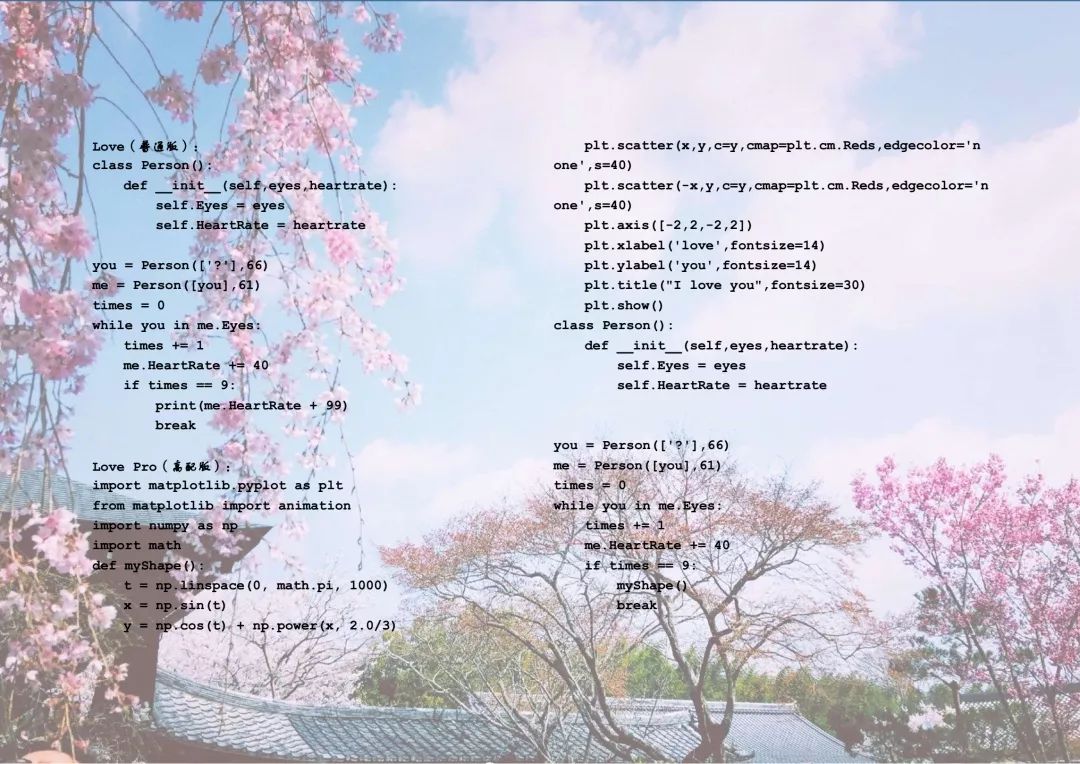 Love（普通版）:
class Person():
    def __init__(self,eyes,heartrate):
        self.Eyes = eyes
        self.HeartRate = heartrate

you = Person(['?'],66)
me = Person([you],61)
times = 0
while you in me.Eyes:
    times += 1
    me.HeartRate += 40
    if times == 9:
        print(me.HeartRate + 99)
        break

Love Pro（高配版）:
import matplotlib.pyplot as plt
from matplotlib import animation
import numpy as np
import math
def myShape():
    t = np.linspace(0, math.pi, 1000)
    x = np.sin(t)
    y = np.cos(t) + np.power(x, 2.0/3)
    plt.scatter(x,y,c=y,cmap=plt.cm.Reds,edgecolor='n
one',s=40)
    plt.scatter(-x,y,c=y,cmap=plt.cm.Reds,edgecolor='n
one',s=40)
    plt.axis([-2,2,-2,2])
    plt.xlabel('love',fontsize=14)
    plt.ylabel('you',fontsize=14)
    plt.title("I love you",fontsize=30)
    plt.show()
class Person():
    def __init__(self,eyes,heartrate):
        self.Eyes = eyes
        self.HeartRate = heartrate

you = Person(['?'],66)
me = Person([you],61)
times = 0
while you in me.Eyes:
    times += 1
    me.HeartRate += 40
    if times == 9:
        myShape()
        break